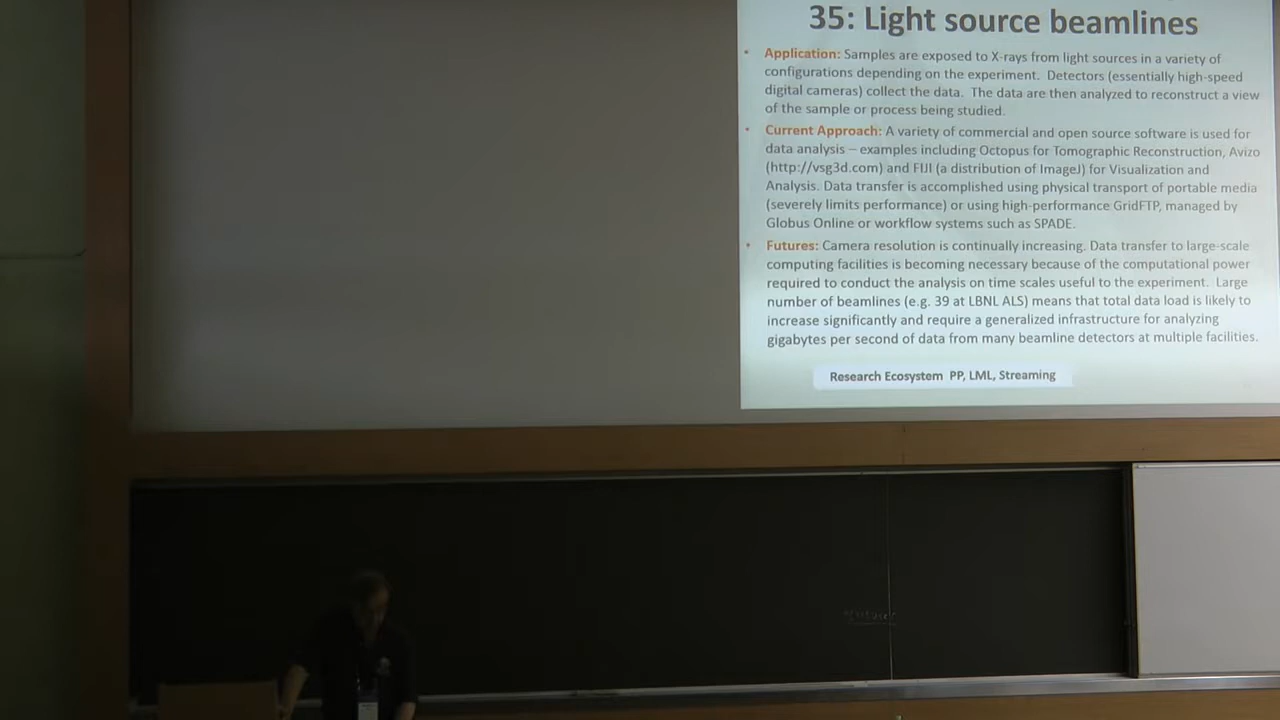 35: Light source beamlines
• Application: Samples are exposed to X-rays from light sources in a variety of
configurations depending on the experiment. Detectors (essentially high-speed
digital cameras) collect the data. The data are then analyzed to reconstruct a view
of the sample or process being studied.
• Current Approach: A variety of commercial and open source software is used for
data analysis – examples including Octopus for Tomographic Reconstruction, Avizo
(http://vsg3d.com) and FIJI (a distribution of ImageJ) for Visualization and
Analysis. Data transfer is accomplished using physical transport of portable media
(severely limits performance) or using high-performance GridFTP, managed by
Globus Online or workflow systems such as SPADE.
• Futures: Camera resolution is continually increasing. Data transfer to large-scale
computing facilities is becoming necessary because of the computational power
required to conduct the analysis on time scales useful to the experiment. Large
number of beamlines (e.g. 39 at LBNL ALS) means that total data load is likely to
increase significantly and require a generalized infrastructure for analyzing
gigabytes per second of data from many beamline detectors at multiple facilities.
Research Ecosystem PP, LML, Streaming